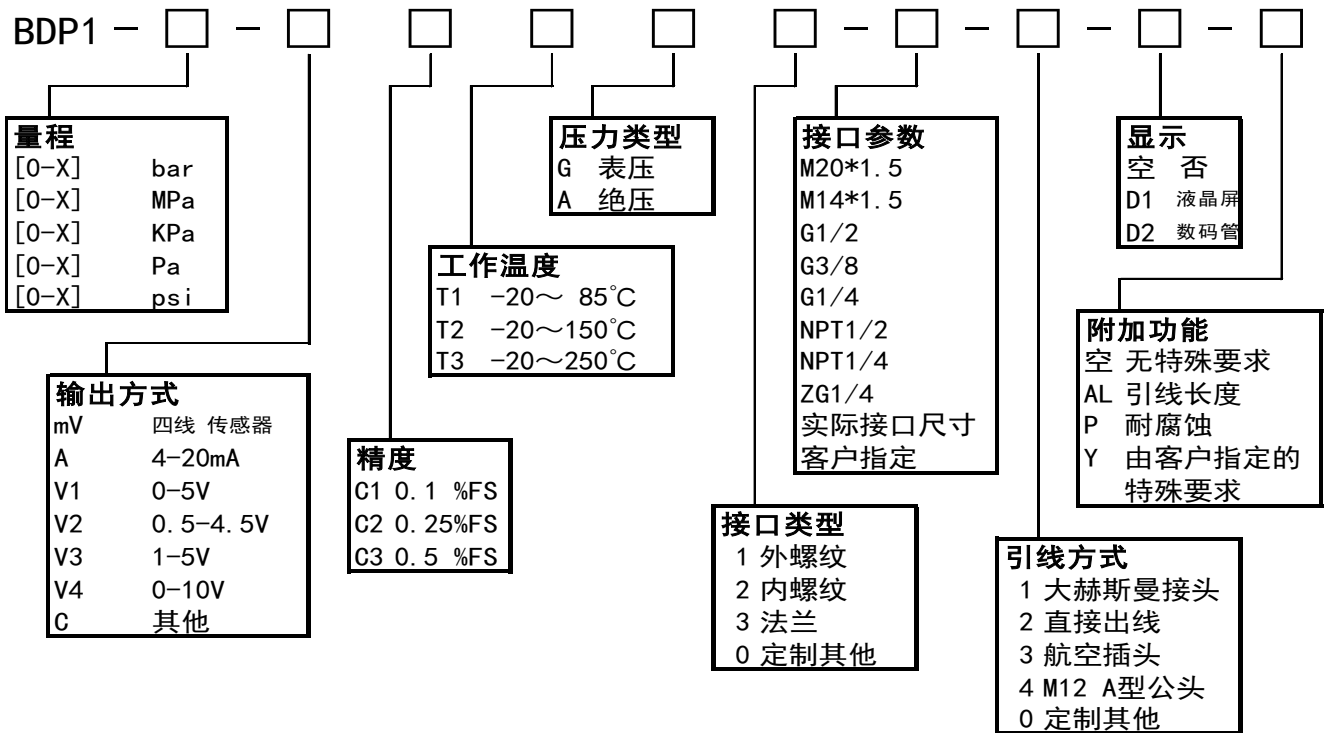 BDP1 － □ － □ □ □ □ □ － □ － □ － □ － □
量程
[0-X] bar
[0-X] MPa
[0-X] KPa
[0-X] Pa
[0-X] psi
输出方式
mV 四线 传感器
A 4-20mA
V1 0-5V
V2 0.5-4.5V
V3 1-5V
V4 0-10V
C 其他
精度
C1 0.1 %FS
C2 0.25%FS
C3 0.5 %FS
工作温度
T1 -20～ 85℃
T2 -20～150℃
T3 -20～250℃
压力类型
G 表压
A 绝压
接口类型
1 外螺纹
2 内螺纹
3 法兰
0 定制其他
接口参数
M20*1.5
M14*1.5
G1/2
G3/8
G1/4
NPT1/2
NPT1/4
ZG1/4
实际接口尺寸
客户指定
引线方式
1 大赫斯曼接头
2 直接出线
3 航空插头
4 M12 A型公头
0 定制其他
显示
空 否
D1 液晶屏
D2 数码管
附加功能
空 无特殊要求
AL 引线长度
P 耐腐蚀
Y 由客户指定的
特殊要求